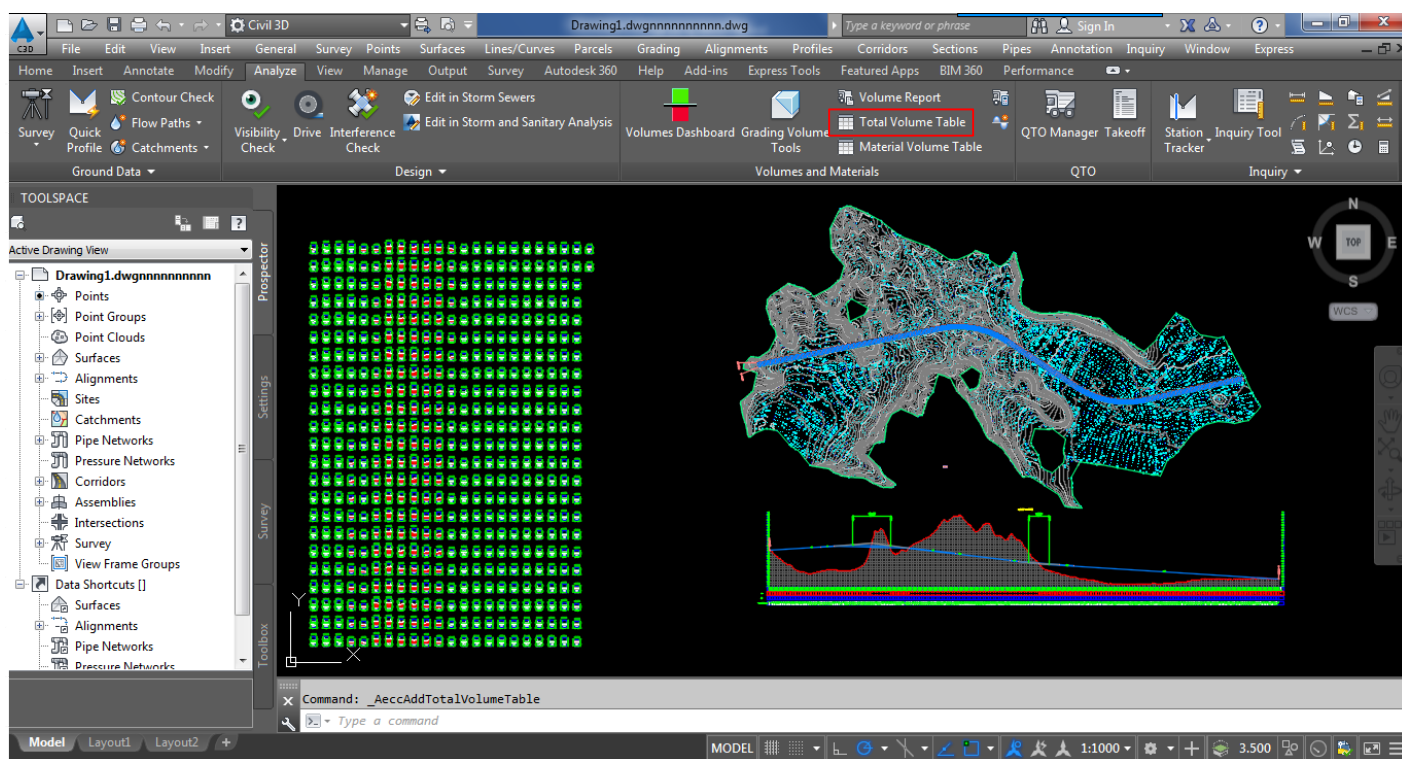 Civil 3D Drawing1.dwgnnnnnnnnnn.dwg Type a keyword or phrase Sign In
C3D File Edit View Insert General Survey Points Surfaces Lines/Curves Parcels Grading Alignments Profiles Corridors Sections Pipes Annotation Inquiry Window Express
Home Insert Annotate Modify Analyze View Manage Output Survey Autodesk 360 Help Add-ins Express Tools Featured Apps BIM 360 Performance
Survey
Quick Profile
Contour Check
Flow Paths
Catchments
Ground Data
Visibility Check
Drive
Interference Check
Edit in Storm Sewers
Edit in Storm and Sanitary Analysis
Design
Volumes Dashboard
Grading Volume Tools
Volume Report
Total Volume Table
Material Volume Table
Volumes and Materials
QTO Manager
Takeoff
QTO
Station Tracker
Inquiry Tool
Inquiry
TOOLSPACE
Active Drawing View
Drawing1.dwgnnnnnnnnnn
Points
Point Groups
Point Clouds
Surfaces
Alignments
Sites
Catchments
Pipe Networks
Pressure Networks
Corridors
Assemblies
Intersections
Survey
View Frame Groups
Data Shortcuts []
Surfaces
Alignments
Pipe Networks
Pressure Networks
Prospector
Settings
Survey
Toolbox
N
W TOP E
S
WCS
Y
X
Command: _AeccAddTotalVolumeTable
Type a command
Model Layout1 Layout2 +
MODEL 1:1000 3.500